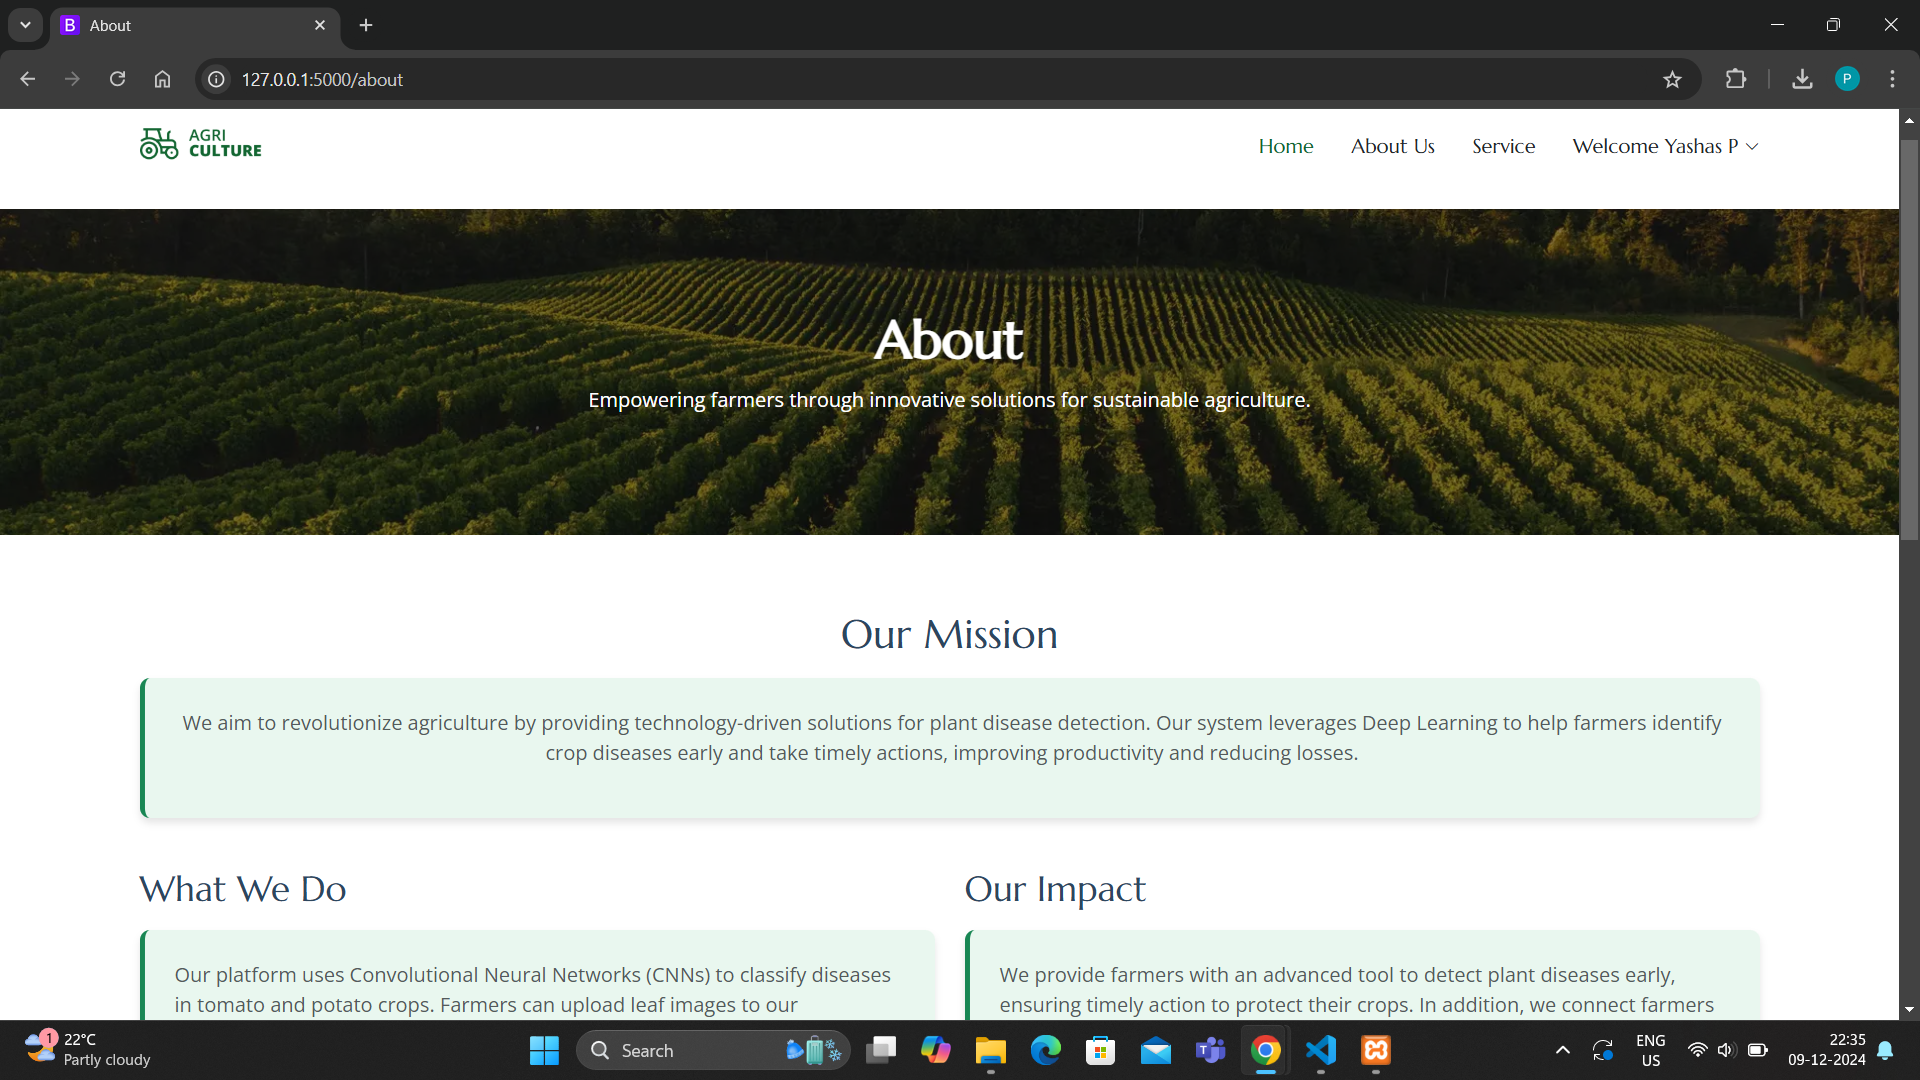 B About
127.0.0.1:5000/about
P
AGRI
CULTURE
Home About Us Service Welcome Yashas P
About
Empowering farmers through innovative solutions for sustainable agriculture.
Our Mission
We aim to revolutionize agriculture by providing technology-driven solutions for plant disease detection. Our system leverages Deep Learning to help farmers identify
crop diseases early and take timely actions, improving productivity and reducing losses.
What We Do
Our platform uses Convolutional Neural Networks (CNNs) to classify diseases
in tomato and potato crops. Farmers can upload leaf images to our
Our Impact
We provide farmers with an advanced tool to detect plant diseases early,
ensuring timely action to protect their crops. In addition, we connect farmers
1
22°C
Partly cloudy
Search
T
ENG
US
22:35
09-12-2024